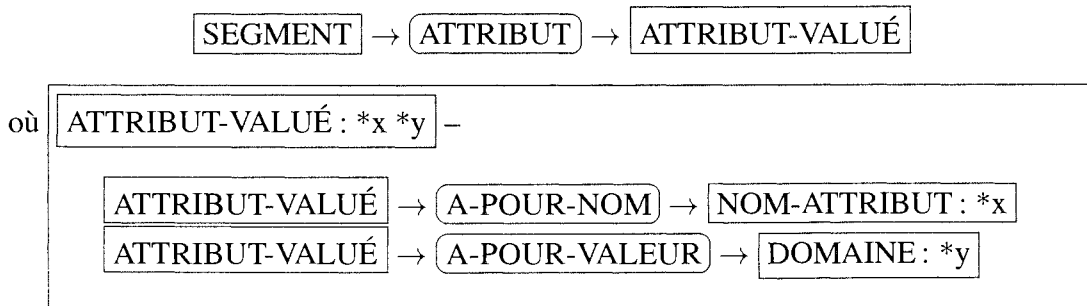 SEGMENT → ATTRIBUT → ATTRIBUT-VALUÉ
où ATTRIBUT-VALUÉ : *x *y –
ATTRIBUT-VALUÉ → A-POUR-NOM → NOM-ATTRIBUT : *x
ATTRIBUT-VALUÉ → A-POUR-VALEUR → DOMAINE : *y